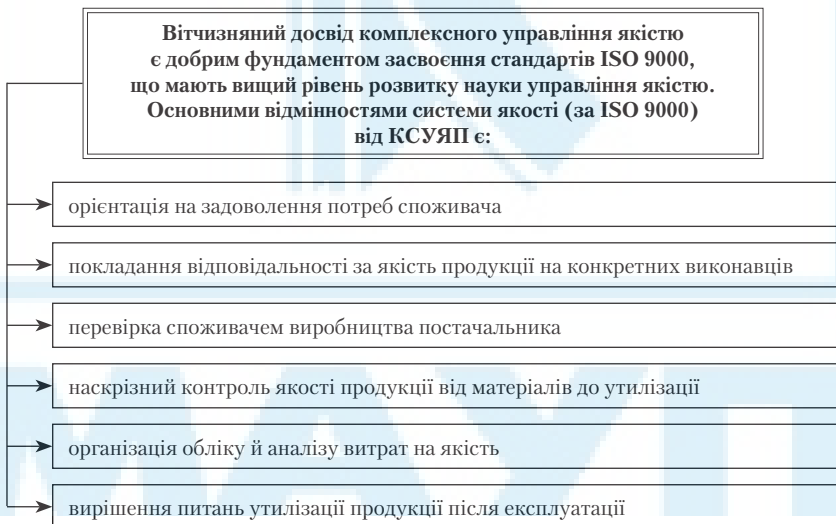 Вітчизняний досвід комплексного управління якістю
є добрим фундаментом засвоєння стандартів ISO 9000,
що мають вищий рівень розвитку науки управління якістю.
Основними відмінностями системи якості (за ISO 9000)
від КСУЯП є:
орієнтація на задоволення потреб споживача
покладання відповідальності за якість продукції на конкретних виконавців
перевірка споживачем виробництва постачальника
наскрізний контроль якості продукції від матеріалів до утилізації
організація обліку й аналізу витрат на якість
вирішення питань утилізації продукції після експлуатації
МАУП